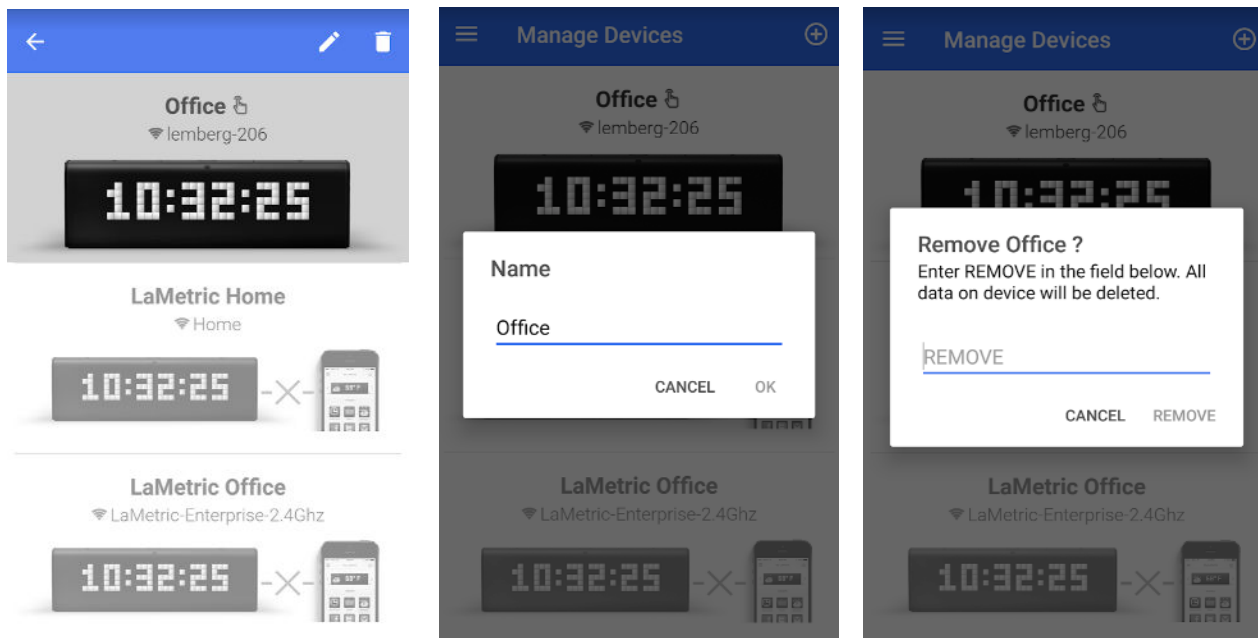 Office
lemberg-206
10:32:25
LaMetric Home
Home
10:32:25
LaMetric Office
LaMetric-Enterprise-2.4Ghz
10:32:25
Manage Devices
Office
lemberg-206
10:32:25
Name
Office
CANCEL OK
LaMetric Office
LaMetric-Enterprise-2.4Ghz
10:32:25
Manage Devices
Office
lemberg-206
10:32:25
Remove Office ?
Enter REMOVE in the field below. All
data on device will be deleted.
REMOVE
CANCEL REMOVE
LaMetric Office
LaMetric-Enterprise-2.4Ghz
10:32:25